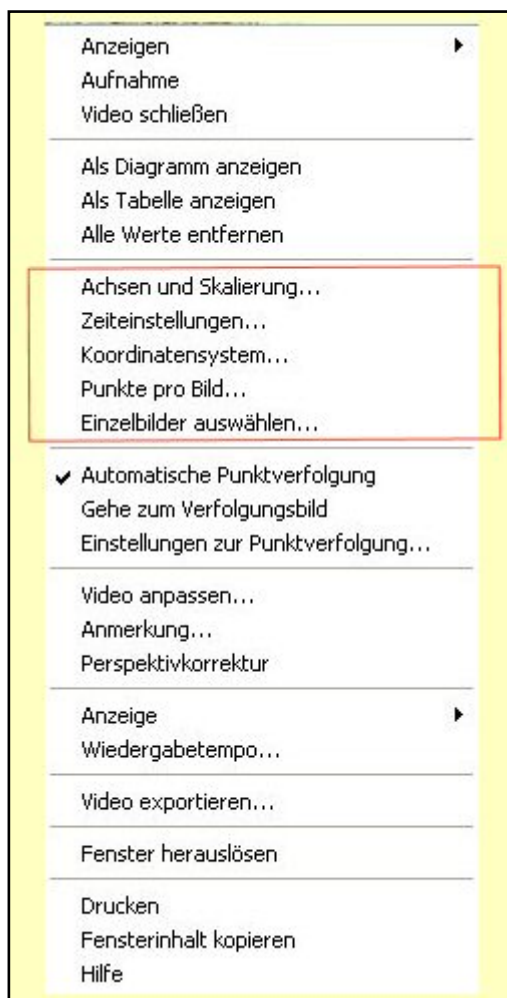 Anzeigen
Aufnahme
Video schließen
Als Diagramm anzeigen
Als Tabelle anzeigen
Alle Werte entfernen
Achsen und Skalierung...
Zeiteinstellungen...
Koordinatensystem...
Punkte pro Bild...
Einzelbilder auswählen...
Automatische Punktverfolgung
Gehe zum Verfolgungsbild
Einstellungen zur Punktverfolgung...
Video anpassen...
Anmerkung...
Perspektivkorrektur
Anzeige
Wiedergabetempo...
Video exportieren...
Fenster herauslösen
Drucken
Fensterinhalt kopieren
Hilfe